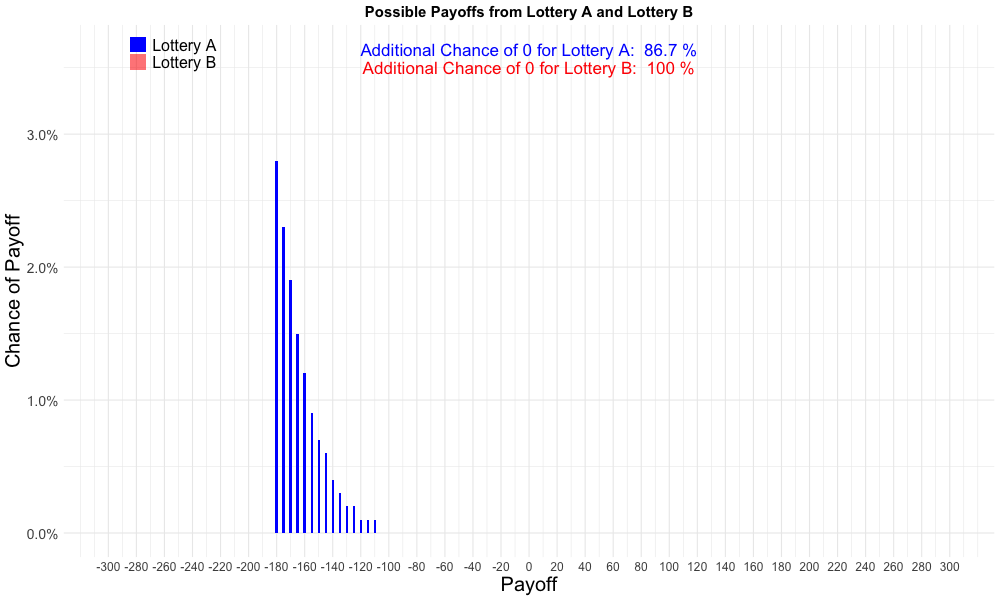 Possible Payoffs from Lottery A and Lottery B
Lottery A
Lottery B
Additional Chance of 0 for Lottery A:  86.7 %
Additional Chance of 0 for Lottery B:  100 %
Chance of Payoff
3.0%
2.0%
1.0%
0.0%
-300 -280 -260 -240 -220 -200 -180 -160 -140 -120 -100 -80 -60 -40 -20 0 20 40 60 80 100 120 140 160 180 200 220 240 260 280 300
Payoff